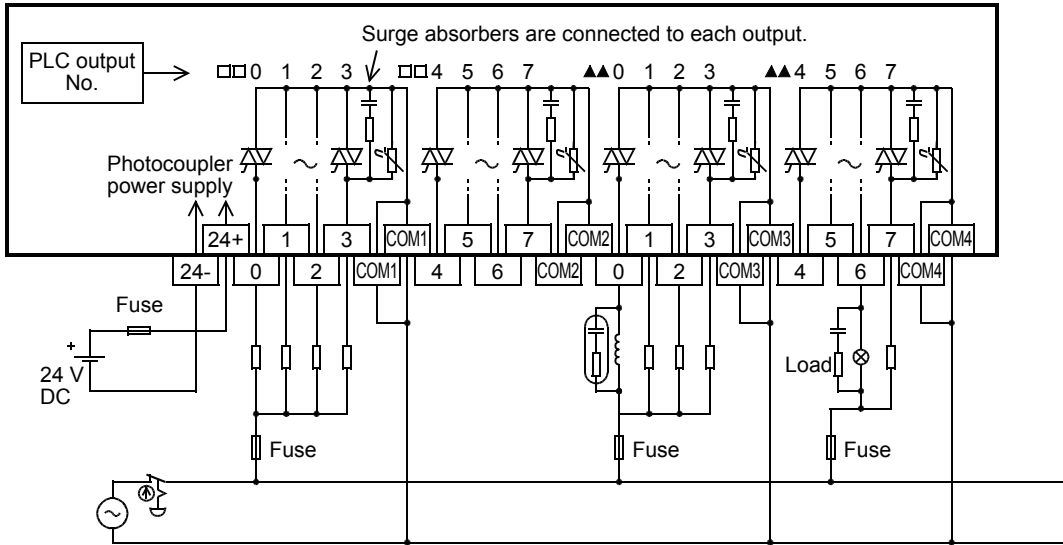 Surge absorbers are connected to each output.
PLC output
No.
□□0 1 2 3 □□4 5 6 7 ▲▲0 1 2 3 ▲▲4 5 6 7
Photocoupler
power supply
24+ 1 3 COM1 5 7 COM2 1 3 COM3 5 7 COM4
24- 0 2 COM1 4 6 COM2 0 2 COM3 4 6 COM4
Fuse
+
24 V
DC
Load
Fuse Fuse Fuse